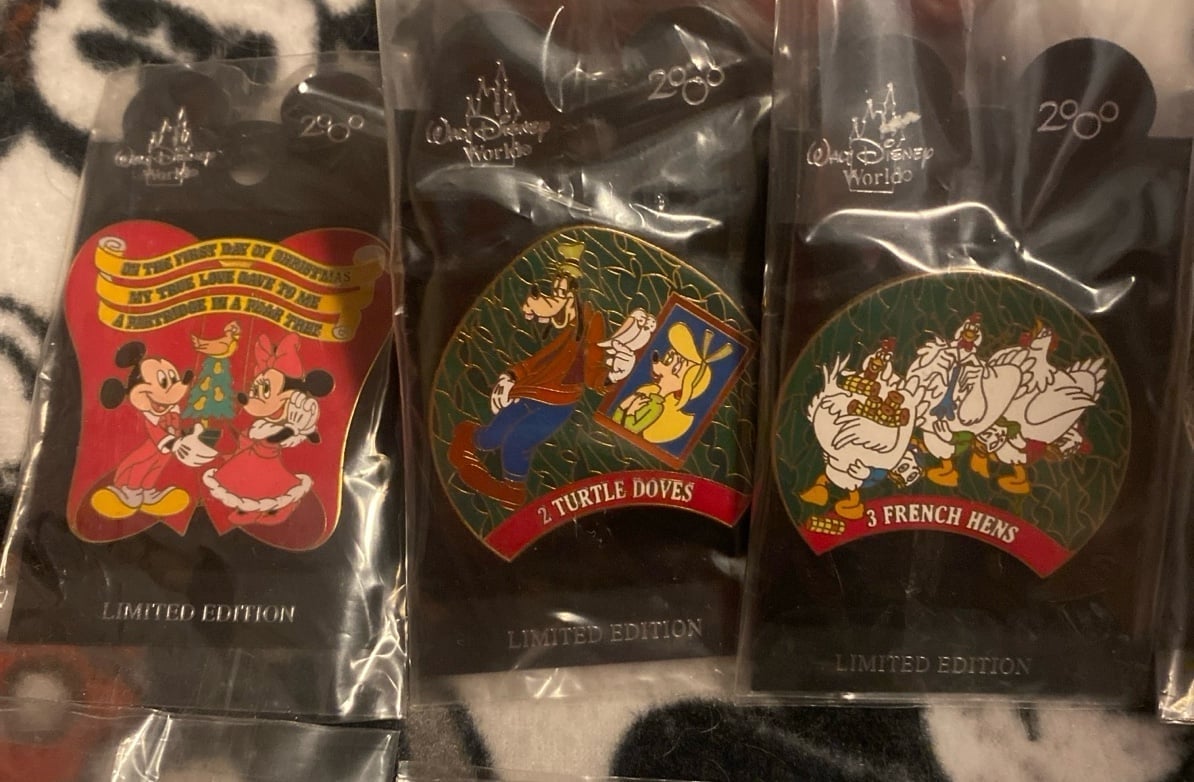 Walt Disney
World
2000
ON THE FIRST DAY OF CHRISTMAS
MY TRUE LOVE GAVE TO ME
A PARTRIDGE IN A PEAR TREE
LIMITED EDITION
Walt Disney
World
2000
2 TURTLE DOVES
LIMITED EDITION
Walt Disney
World
2000
3 FRENCH HENS
LIMITED EDITION